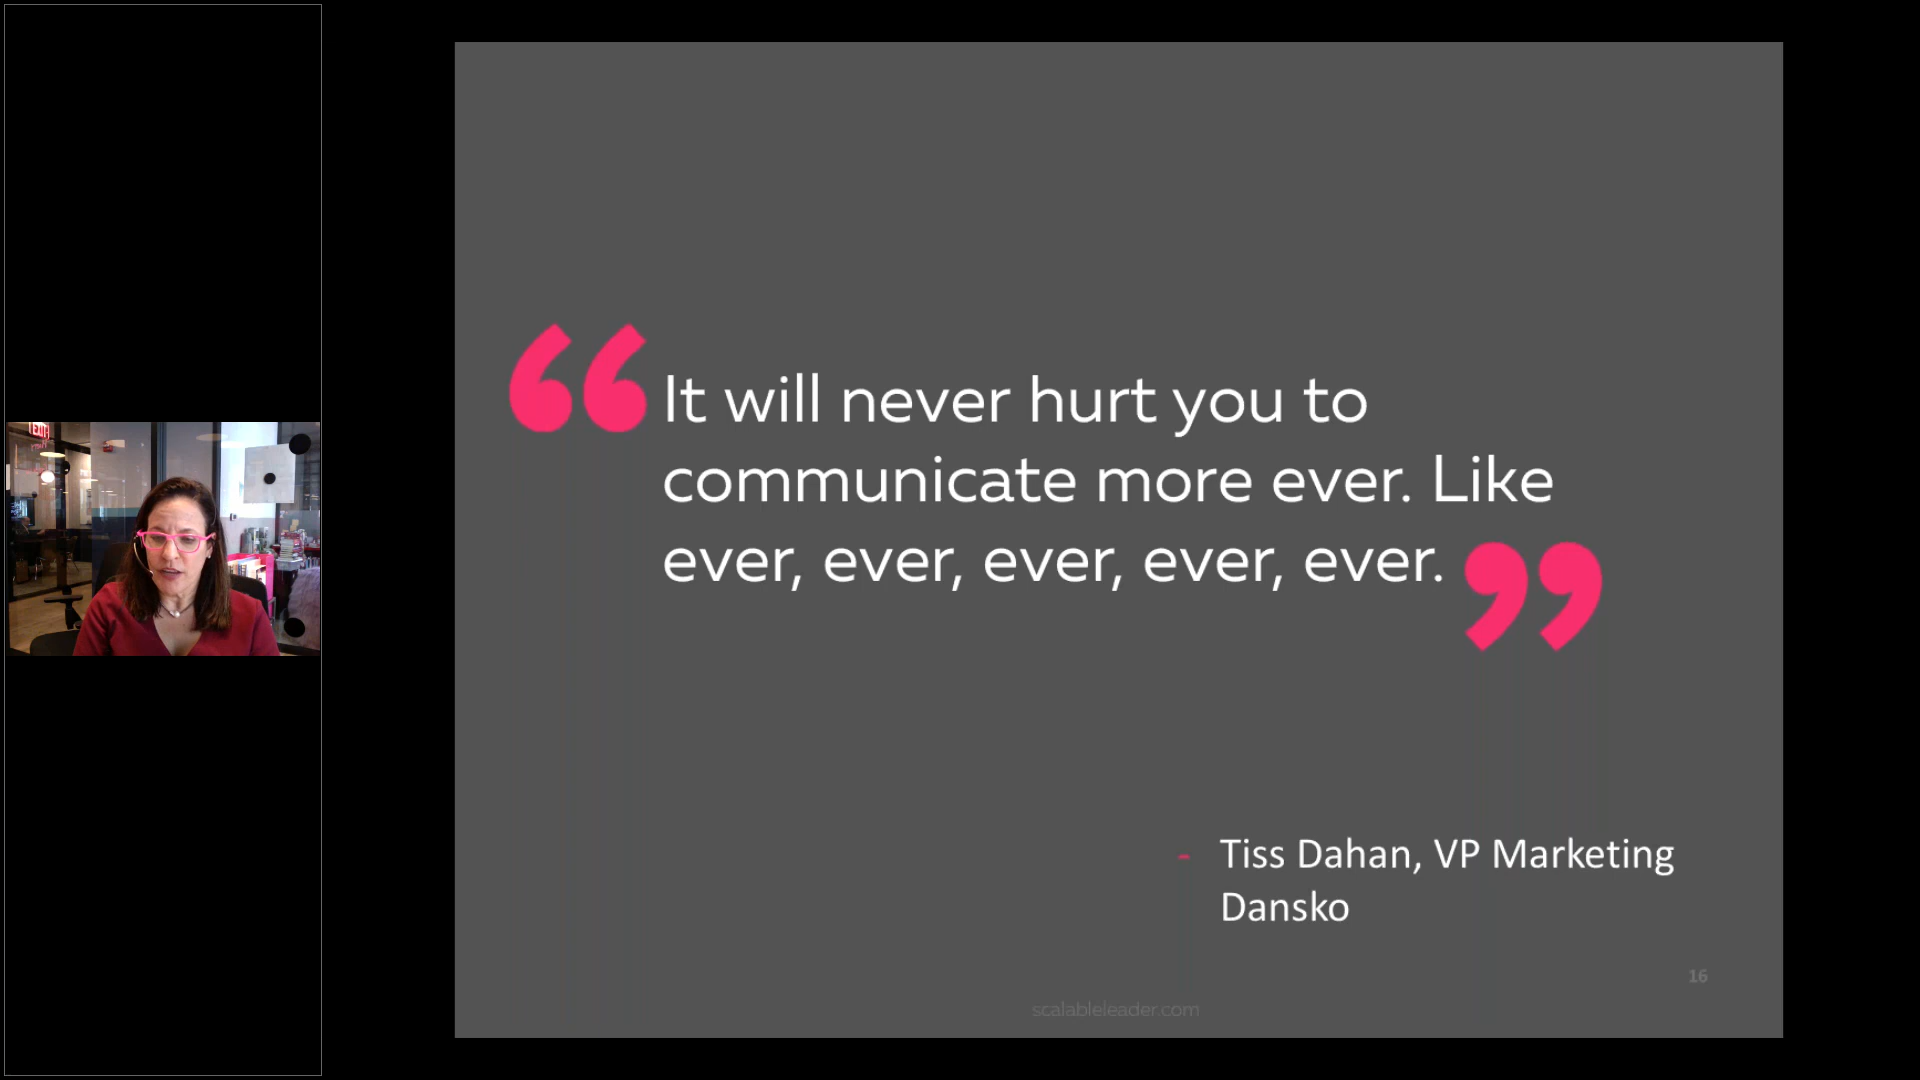 EXIT
“It will never hurt you to
communicate more ever. Like
ever, ever, ever, ever, ever.”
- Tiss Dahan, VP Marketing
Dansko
16
scalableleader.com